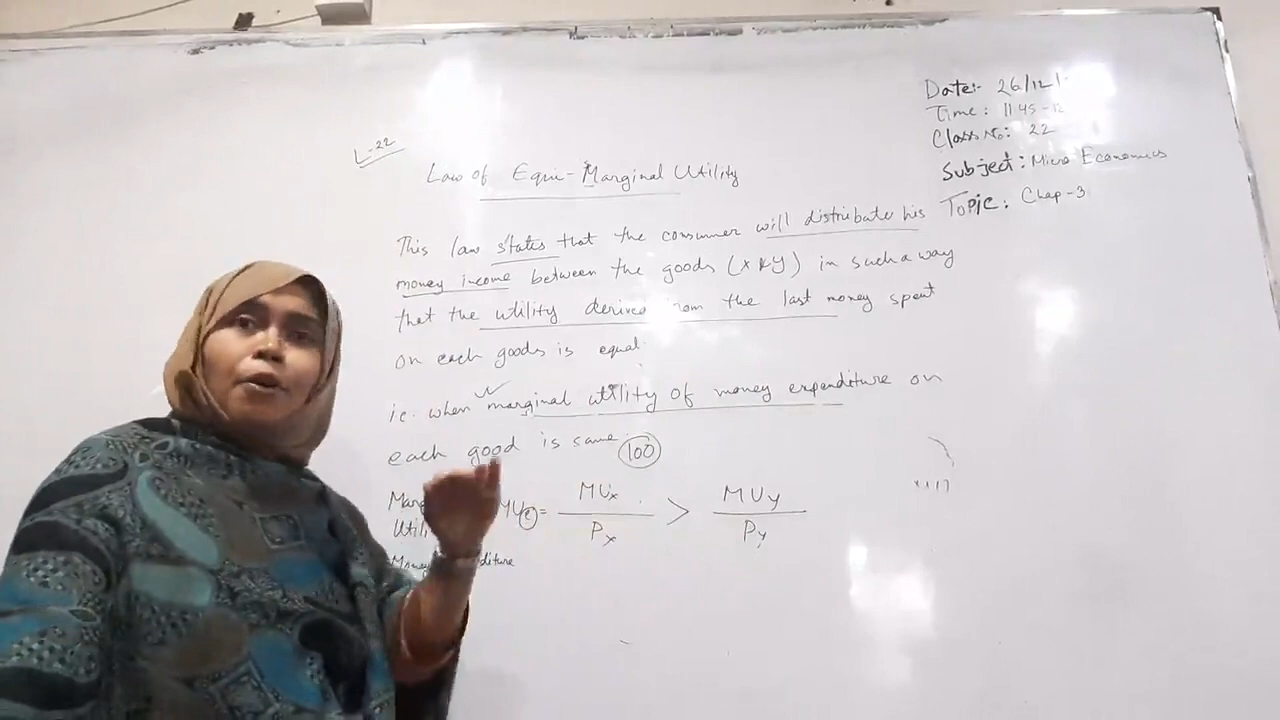 L-22
Law of Equi-Marginal Utility
Date:- 26/12/
Time: 11:45-12
Class No: 22
Subject: Micro Economics
Topic: Chap-3
This law states that the consumer will distribute his
money income between the goods (X & Y) in such a way
that the utility derived from the last money spent
on each goods is equal.
ie. when marginal utility of money expenditure on
each good is same. 100
MUx / Px > MUy / Py